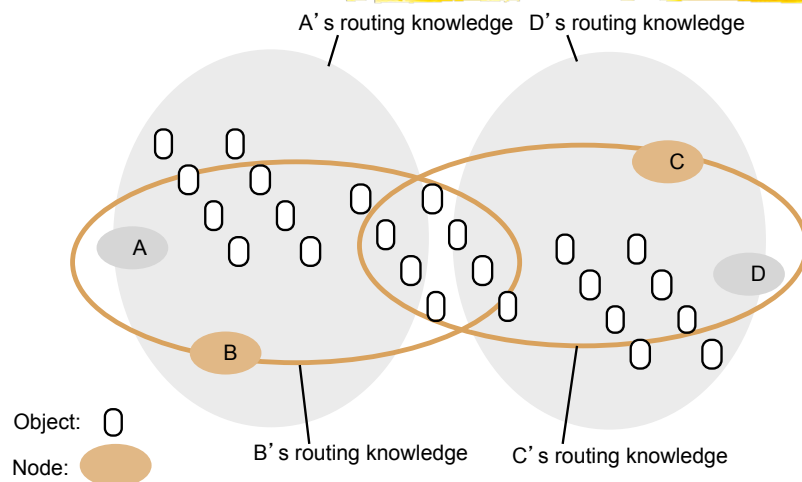 A’s routing knowledge D’s routing knowledge
C
A
D
B
Object:
B’s routing knowledge C’s routing knowledge
Node: